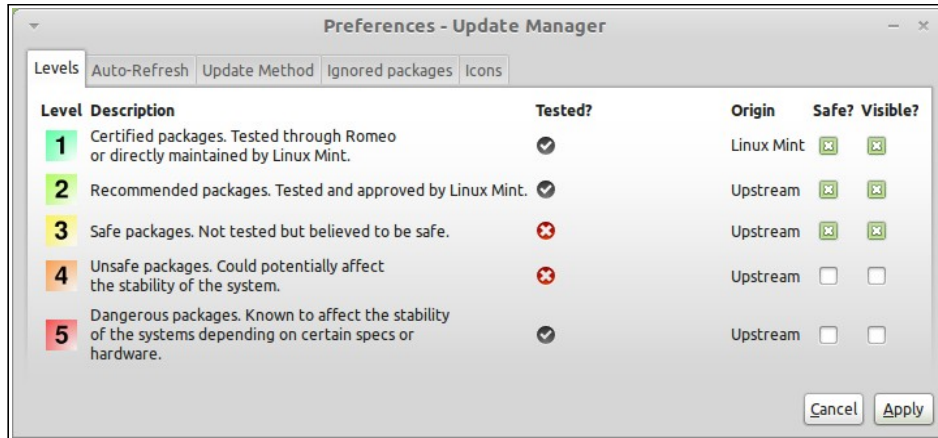 Preferences - Update Manager
Levels Auto-Refresh Update Method Ignored packages Icons
Level Description Tested? Origin Safe? Visible?
1 Certified packages. Tested through Romeo
or directly maintained by Linux Mint. Linux Mint
2 Recommended packages. Tested and approved by Linux Mint. Upstream
3 Safe packages. Not tested but believed to be safe. Upstream
4 Unsafe packages. Could potentially affect
the stability of the system. Upstream
5 Dangerous packages. Known to affect the stability
of the systems depending on certain specs or Upstream
hardware.
Cancel Apply